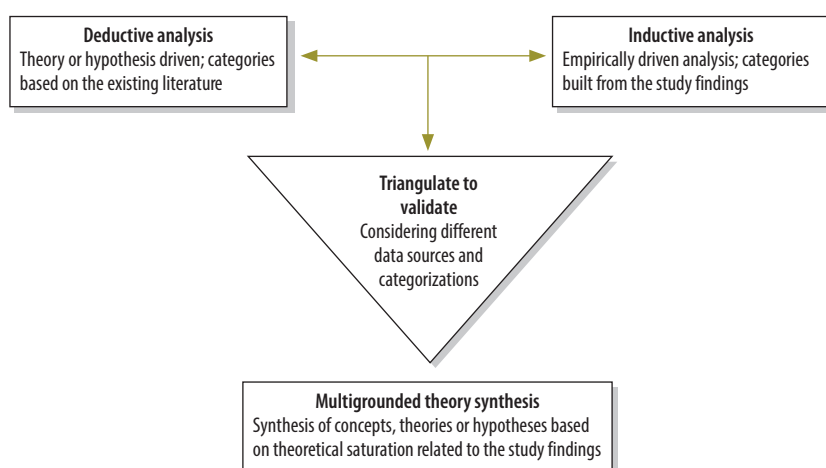 Deductive analysis
Theory or hypothesis driven; categories
based on the existing literature
Inductive analysis
Empirically driven analysis; categories
built from the study findings
Triangulate to
validate
Considering different
data sources and
categorizations
Multigrounded theory synthesis
Synthesis of concepts, theories or hypotheses based
on theoretical saturation related to the study findings